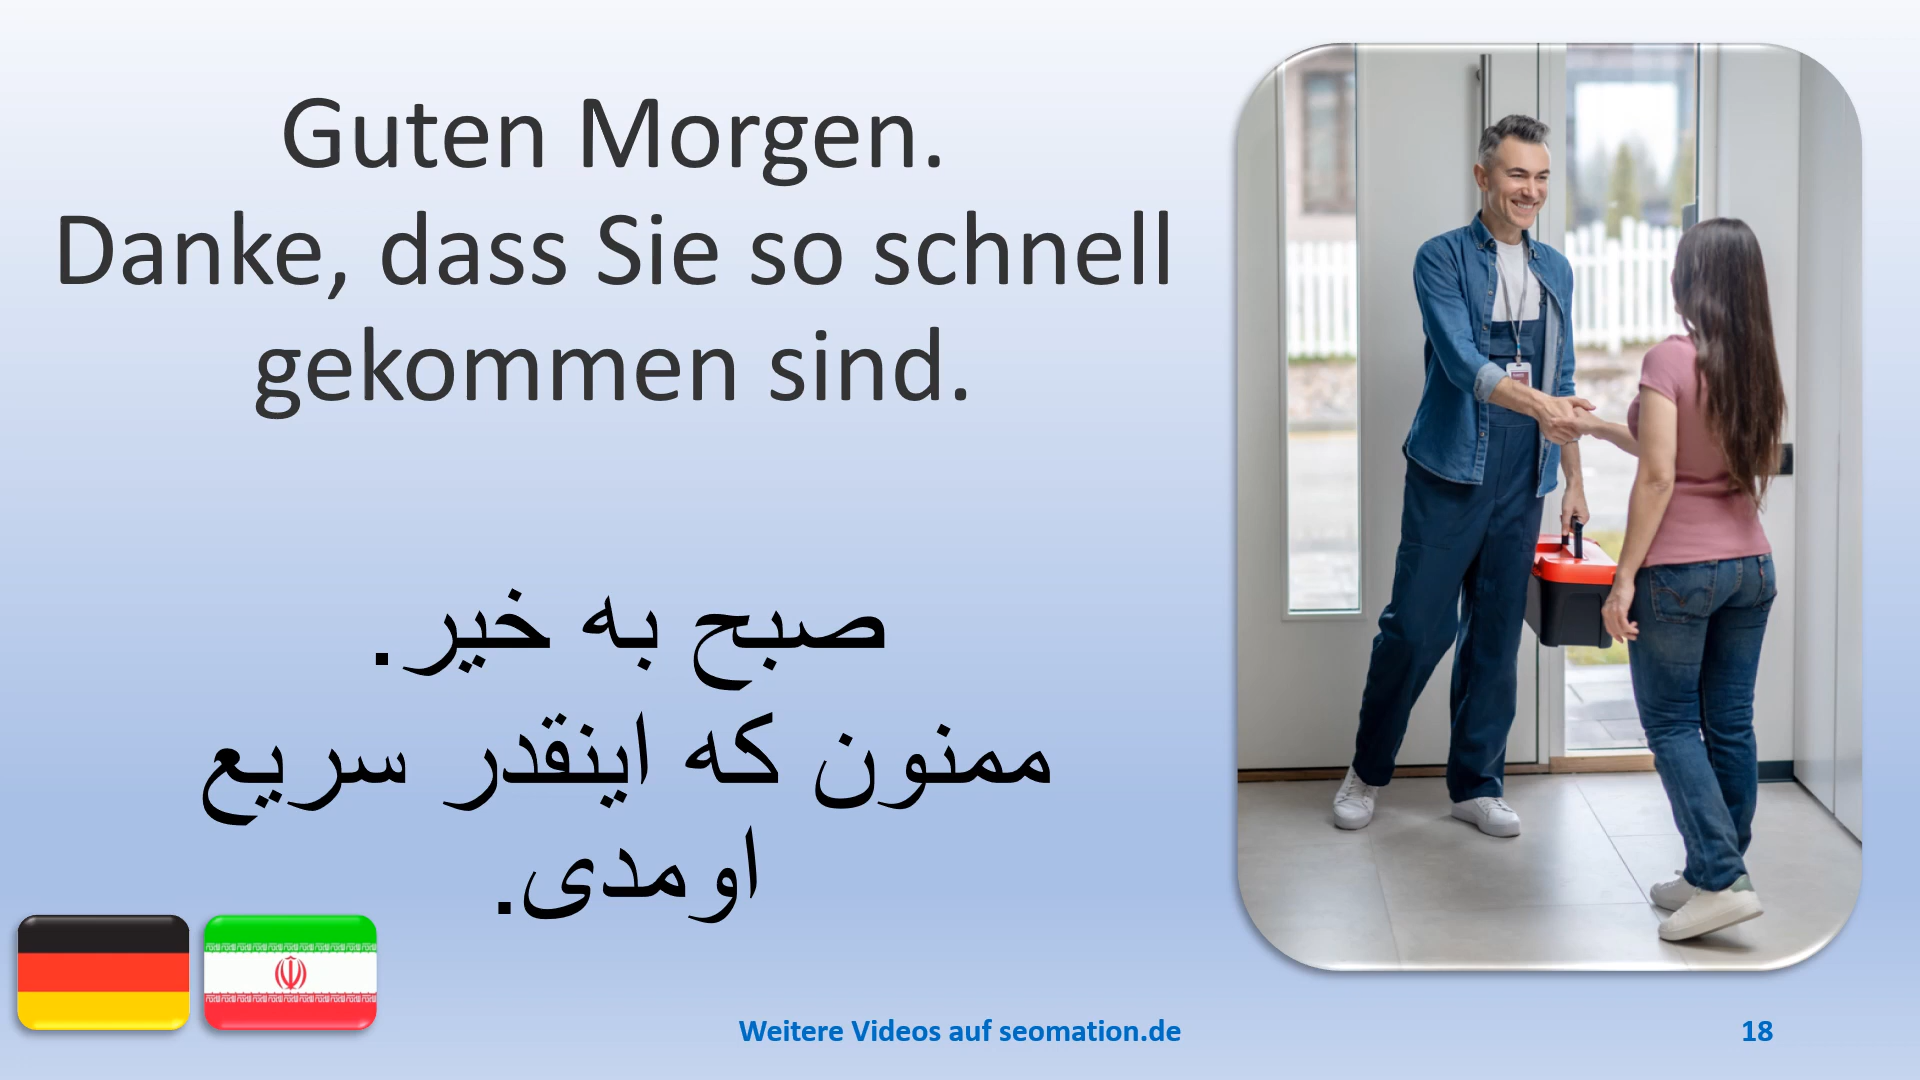 Guten Morgen.
Danke, dass Sie so schnell
gekommen sind.
صبح به خیر.
ممنون که اینقدر سریع
اومدی.
Weitere Videos auf seomation.de
18